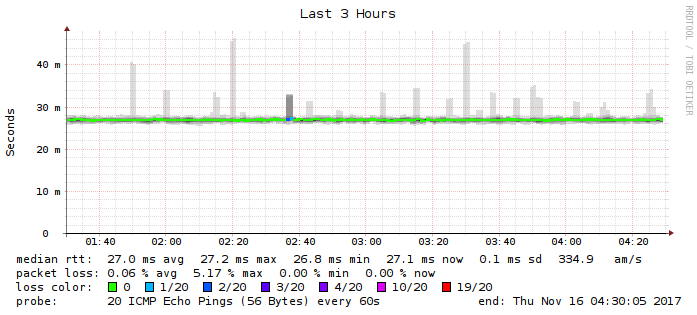 Last 3 Hours
RRDTOOL / TOBI OETIKER
Seconds
40 m
30 m
20 m
10 m
0
01:40 02:00 02:20 02:40 03:00 03:20 03:40 04:00 04:20
median rtt: 27.0 ms avg 27.2 ms max 26.8 ms min 27.1 ms now 0.1 ms sd 334.9 am/s
packet loss: 0.06 % avg 5.17 % max 0.00 % min 0.00 % now
loss color: 0 1/20 2/20 3/20 4/20 10/20 19/20
probe: 20 ICMP Echo Pings (56 Bytes) every 60s end: Thu Nov 16 04:30:05 2017